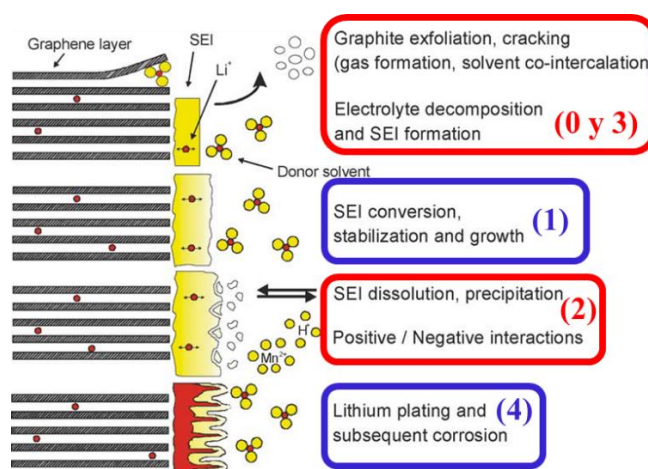 Graphene layer
SEI
Li⁺
Donor solvent
Graphite exfoliation, cracking
(gas formation, solvent co-intercalation
Electrolyte decomposition
and SEI formation
(0 y 3)
SEI conversion,
stabilization and growth
(1)
SEI dissolution, precipitation
Positive / Negative interactions
(2)
H⁺
Mn²⁺
Lithium plating and
subsequent corrosion
(4)